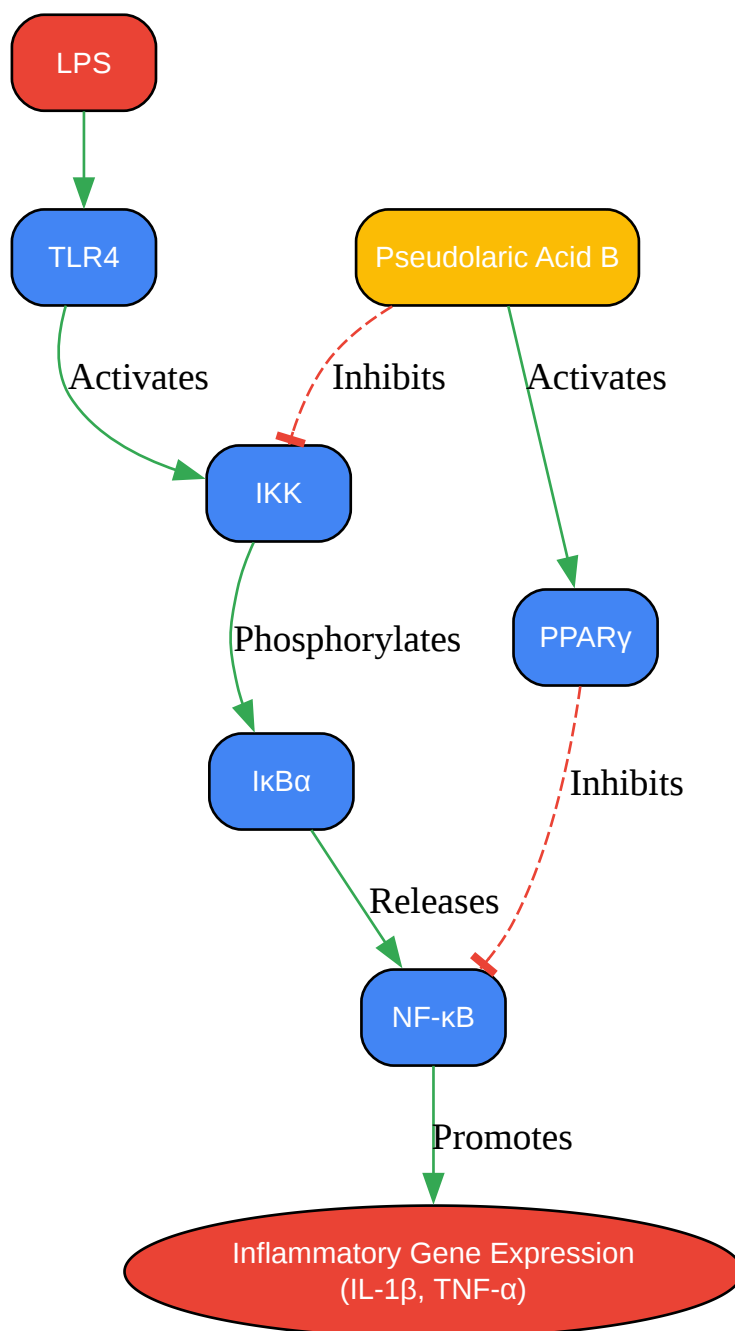 LPS
TLR4
Pseudolaric Acid B
Activates
Inhibits
Activates
IKK
Phosphorylates
PPARγ
IκBα
Inhibits
Releases
NF-κB
Promotes
Inflammatory Gene Expression
(IL-1β, TNF-α)